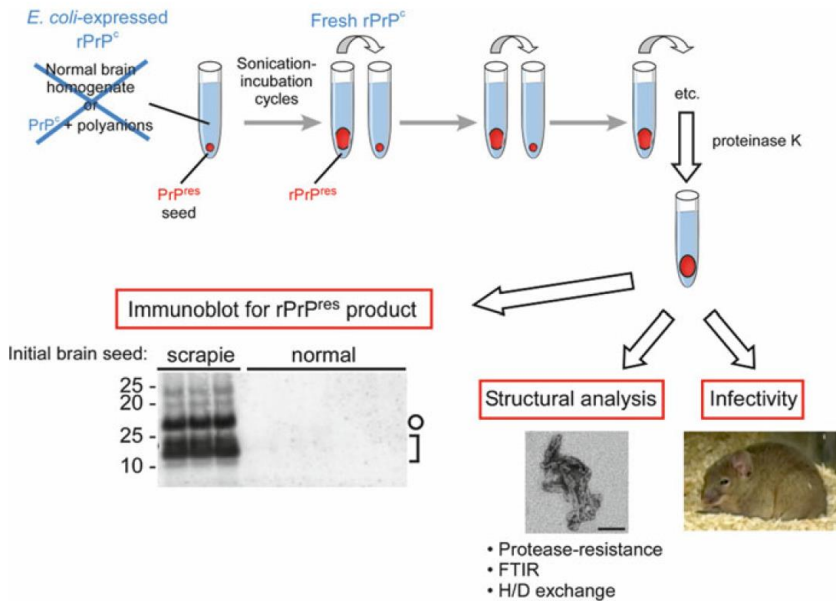 E. coli-expressed
rPrPᶜ
Normal brain
homogenate
or
PrPᶜ + polyanions
PrPʳᵉˢ
seed
Sonication-
incubation
cycles
Fresh rPrPᶜ
rPrPʳᵉˢ
etc.
proteinase K
Immunoblot for rPrPʳᵉˢ product
Initial brain seed: scrapie normal
25 -
20 -
25 -
10 -
Structural analysis
Infectivity
• Protease-resistance
• FTIR
• H/D exchange